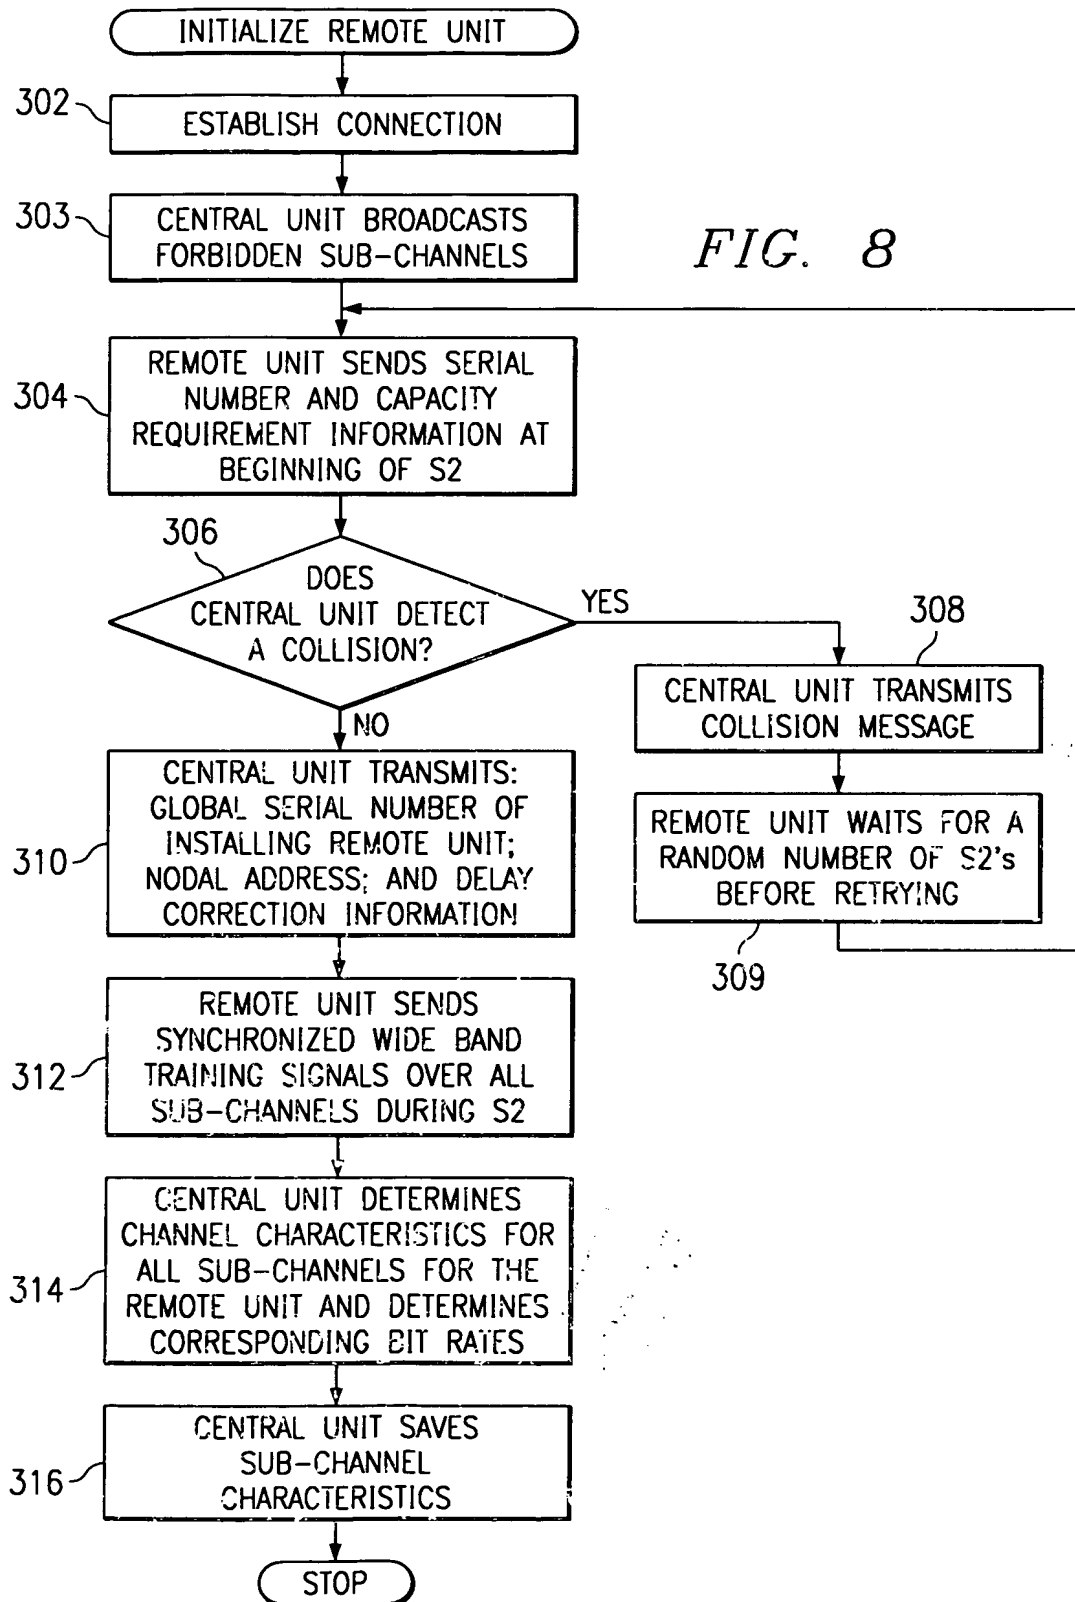 INITIALIZE REMOTE UNIT
302
ESTABLISH CONNECTION
303
CENTRAL UNIT BROADCASTS
FORBIDDEN SUB-CHANNELS
FIG. 8
304
REMOTE UNIT SENDS SERIAL
NUMBER AND CAPACITY
REQUIREMENT INFORMATION AT
BEGINNING OF S2
306
DOES
CENTRAL UNIT DETECT
A COLLISION?
YES
NO
308
CENTRAL UNIT TRANSMITS
COLLISION MESSAGE
REMOTE UNIT WAITS FOR A
RANDOM NUMBER OF S2's
BEFORE RETRYING
309
310
CENTRAL UNIT TRANSMITS:
GLOBAL SERIAL NUMBER OF
INSTALLING REMOTE UNIT;
NODAL ADDRESS; AND DELAY
CORRECTION INFORMATION
312
REMOTE UNIT SENDS
SYNCHRONIZED WIDE BAND
TRAINING SIGNALS OVER ALL
SUB-CHANNELS DURING S2
314
CENTRAL UNIT DETERMINES
CHANNEL CHARACTERISTICS FOR
ALL SUB-CHANNELS FOR THE
REMOTE UNIT AND DETERMINES
CORRESPONDING BIT RATES
316
CENTRAL UNIT SAVES
SUB-CHANNEL
CHARACTERISTICS
STOP